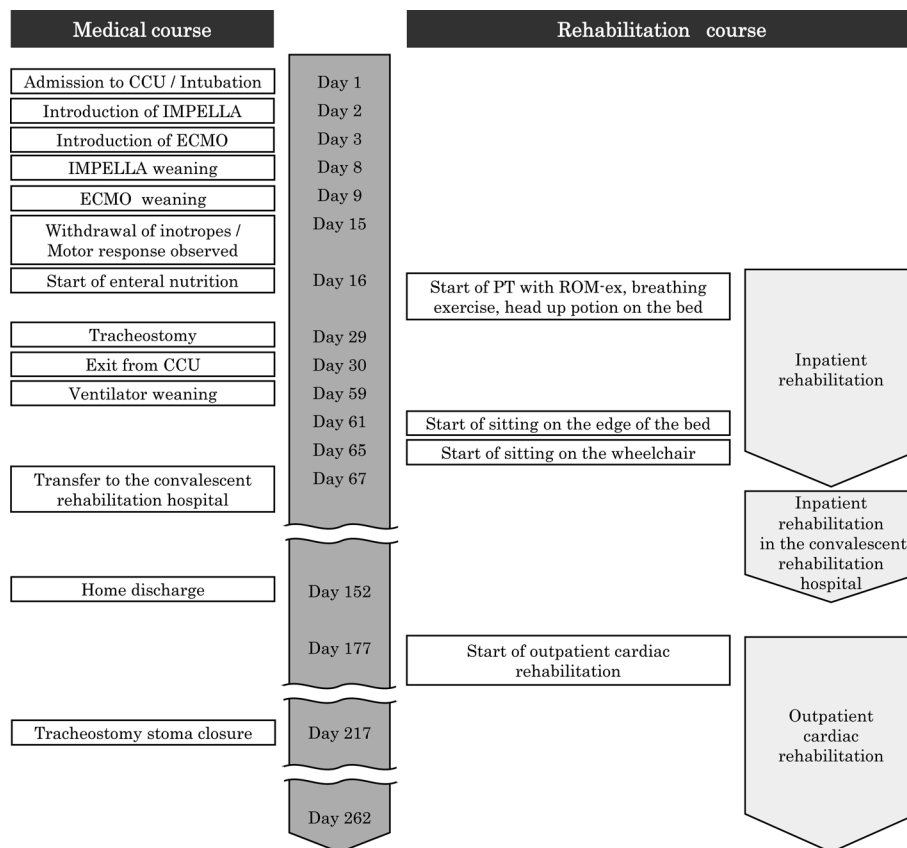 Medical course
Rehabilitation course
Admission to CCU / Intubation
Day 1
Introduction of IMPELLA
Day 2
Introduction of ECMO
Day 3
IMPELLA weaning
Day 8
ECMO weaning
Day 9
Withdrawal of inotropes /
Motor response observed
Day 15
Start of enteral nutrition
Day 16
Start of PT with ROM-ex, breathing
exercise, head up potion on the bed
Tracheostomy
Day 29
Exit from CCU
Day 30
Inpatient
rehabilitation
Ventilator weaning
Day 59
Day 61
Start of sitting on the edge of the bed
Day 65
Start of sitting on the wheelchair
Transfer to the convalescent
rehabilitation hospital
Day 67
Inpatient
rehabilitation
in the convalescent
rehabilitation
hospital
Home discharge
Day 152
Day 177
Start of outpatient cardiac
rehabilitation
Tracheostomy stoma closure
Day 217
Outpatient
cardiac
rehabilitation
Day 262